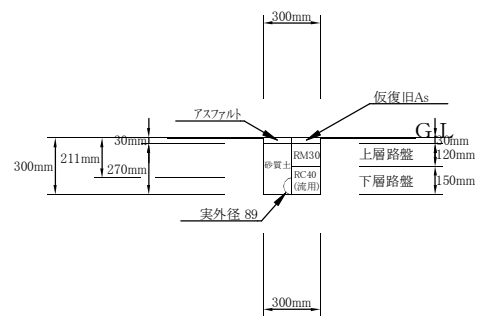 300mm
アスファルト
仮復旧As
G.L
30mm
30mm
300mm
211mm
270mm
砂質土
RM30
上層路盤
120mm
RC40
(流用)
下層路盤
150mm
実外径 89
300mm